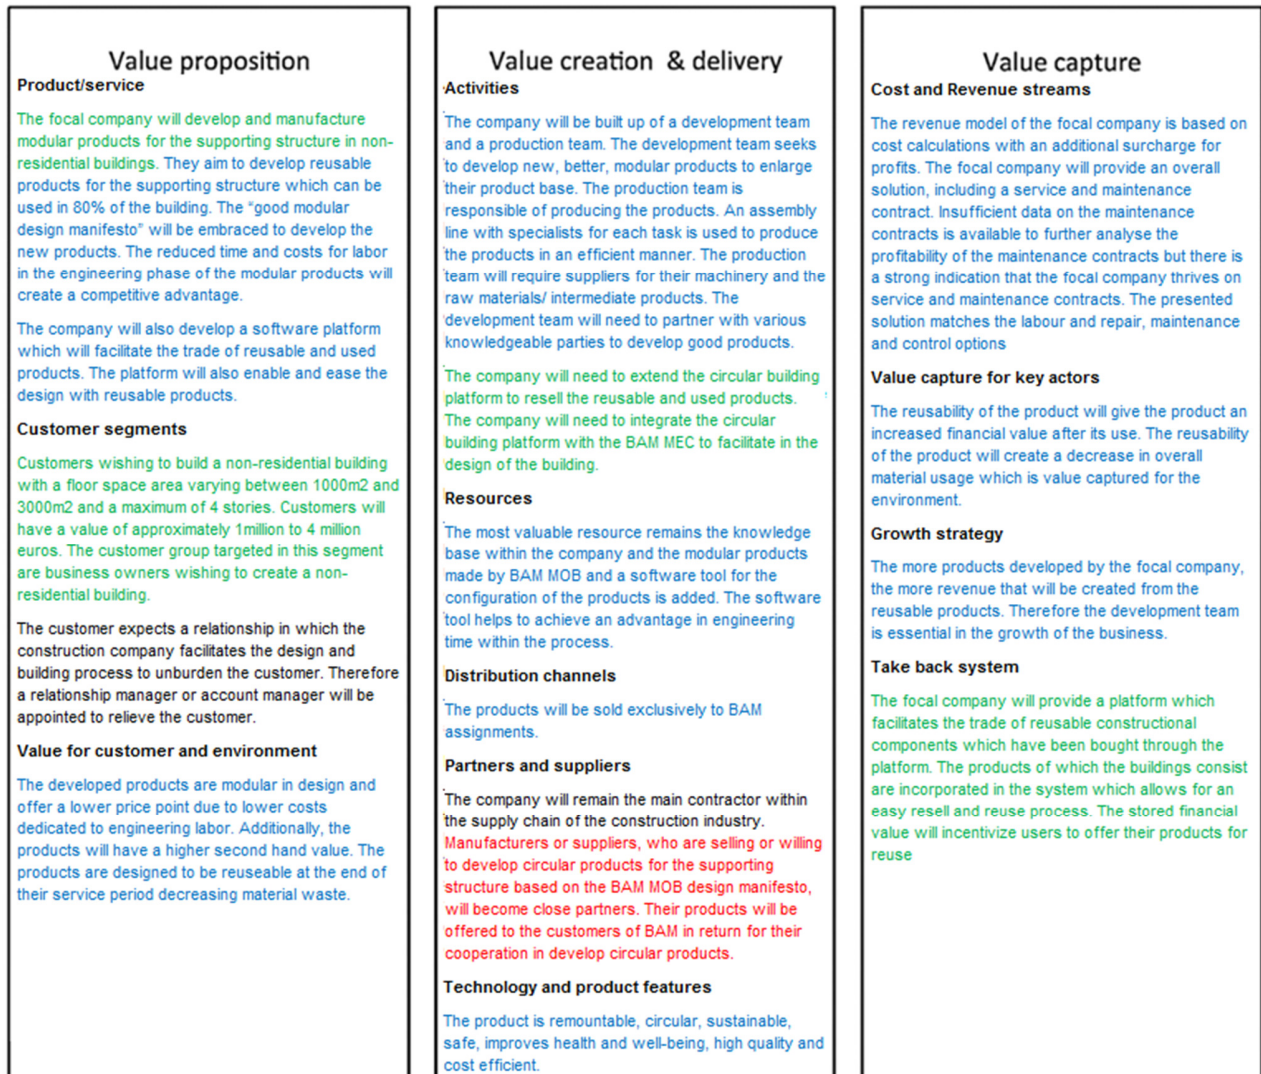 Value proposition
Product/service
The focal company will develop and manufacture
modular products for the supporting structure in non-
residential buildings. They aim to develop reusable
products for the supporting structure which can be
used in 80% of the building. The “good modular
design manifesto” will be embraced to develop the
new products. The reduced time and costs for labor
in the engineering phase of the modular products will
create a competitive advantage.
The company will also develop a software platform
which will facilitate the trade of reusable and used
products. The platform will also enable and ease the
design with reusable products.
Customer segments
Customers wishing to build a non-residential building
with a floor space area varying between 1000m2 and
3000m2 and a maximum of 4 stories. Customers will
have a value of approximately 1million to 4 million
euros. The customer group targeted in this segment
are business owners wishing to create a non-
residential building.
The customer expects a relationship in which the
construction company facilitates the design and
building process to unburden the customer. Therefore
a relationship manager or account manager will be
appointed to relieve the customer.
Value for customer and environment
The developed products are modular in design and
offer a lower price point due to lower costs
dedicated to engineering labor. Additionally, the
products will have a higher second hand value. The
products are designed to be reuseable at the end of
their service period decreasing material waste.
Value creation & delivery
Activities
The company will be built up of a development team
and a production team. The development team seeks
to develop new, better, modular products to enlarge
their product base. The production team is
responsible of producing the products. An assembly
line with specialists for each task is used to produce
the products in an efficient manner. The production
team will require suppliers for their machinery and the
raw materials/ intermediate products. The
development team will need to partner with various
knowledgeable parties to develop good products.
The company will need to extend the circular building
platform to resell the reusable and used products.
The company will need to integrate the circular
building platform with the BAM MEC to facilitate in the
design of the building.
Resources
The most valuable resource remains the knowledge
base within the company and the modular products
made by BAM MOB and a software tool for the
configuration of the products is added. The software
tool helps to achieve an advantage in engineering
time within the process.
Distribution channels
The products will be sold exclusively to BAM
assignments.
Partners and suppliers
The company will remain the main contractor within
the supply chain of the construction industry.
Manufacturers or suppliers, who are selling or willing
to develop circular products for the supporting
structure based on the BAM MOB design manifesto,
will become close partners. Their products will be
offered to the customers of BAM in return for their
cooperation in develop circular products.
Technology and product features
The product is remountable, circular, sustainable,
safe, improves health and well-being, high quality and
cost efficient.
Value capture
Cost and Revenue streams
The revenue model of the focal company is based on
cost calculations with an additional surcharge for
profits. The focal company will provide an overall
solution, including a service and maintenance
contract. Insufficient data on the maintenance
contracts is available to further analyse the
profitability of the maintenance contracts but there is
a strong indication that the focal company thrives on
service and maintenance contracts. The presented
solution matches the labour and repair, maintenance
and control options
Value capture for key actors
The reusability of the product will give the product an
increased financial value after its use. The reusability
of the product will create a decrease in overall
material usage which is value captured for the
environment.
Growth strategy
The more products developed by the focal company,
the more revenue that will be created from the
reusable products. Therefore the development team
is essential in the growth of the business.
Take back system
The focal company will provide a platform which
facilitates the trade of reusable constructional
components which have been bought through the
platform. The products of which the buildings consist
are incorporated in the system which allows for an
easy resell and reuse process. The stored financial
value will incentivize users to offer their products for
reuse